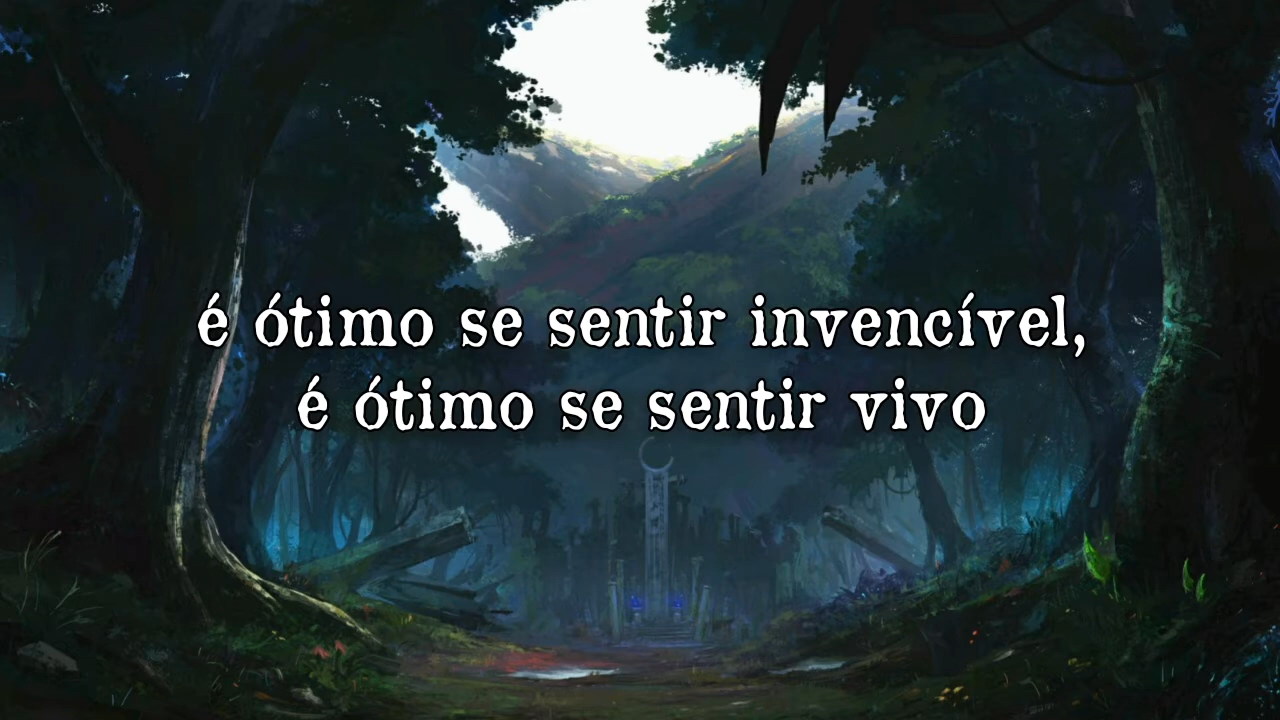 é ótimo se sentir invencível,
é ótimo se sentir vivo